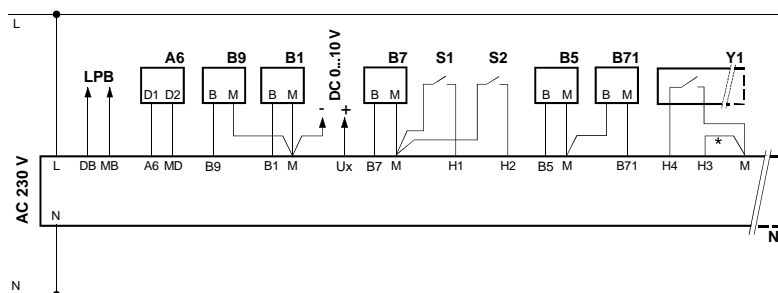 L
A6 B9 B1 DC 0...10 V B7 S1 S2 B5 B71 Y1
LPB
D1 D2 B M B M - + B M B M B M
*
L DB MB A6 MD B9 B1 M Ux B7 M H1 H2 B5 M B71 H4 H3 M
AC 230 V
N
N
N